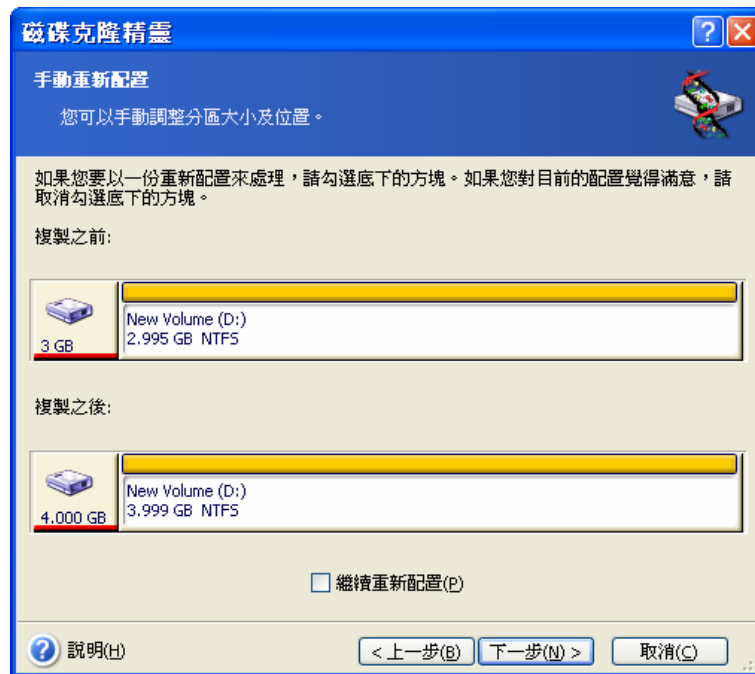 磁碟克隆精靈
手動重新配置
您可以手動調整分區大小及位置。
如果您要以一份重新配置來處理，請勾選底下的方塊。如果您對目前的配置覺得滿意，請
取消勾選底下的方塊。
複製之前:
New Volume (D:)
3 GB
2.995 GB NTFS
複製之後:
New Volume (D:)
4.000 GB
3.999 GB NTFS
繼續重新配置(P)
說明(H)
< 上一步(B)
下一步(N) >
取消(C)